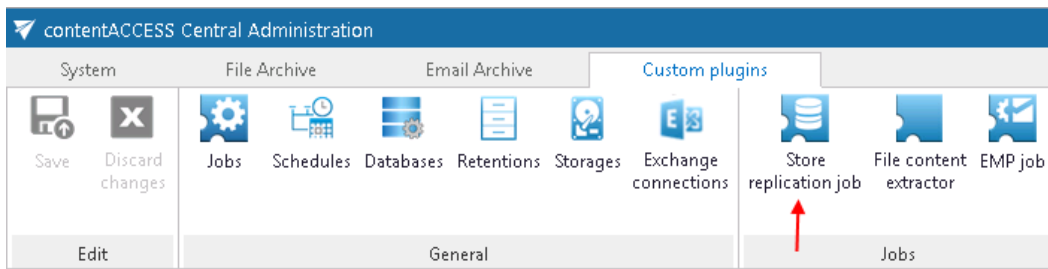 contentACCESS Central Administration
System File Archive Email Archive Custom plugins
Save Discard changes Jobs Schedules Databases Retentions Storages Exchange connections Store replication job File content extractor EMP job
Edit General Jobs